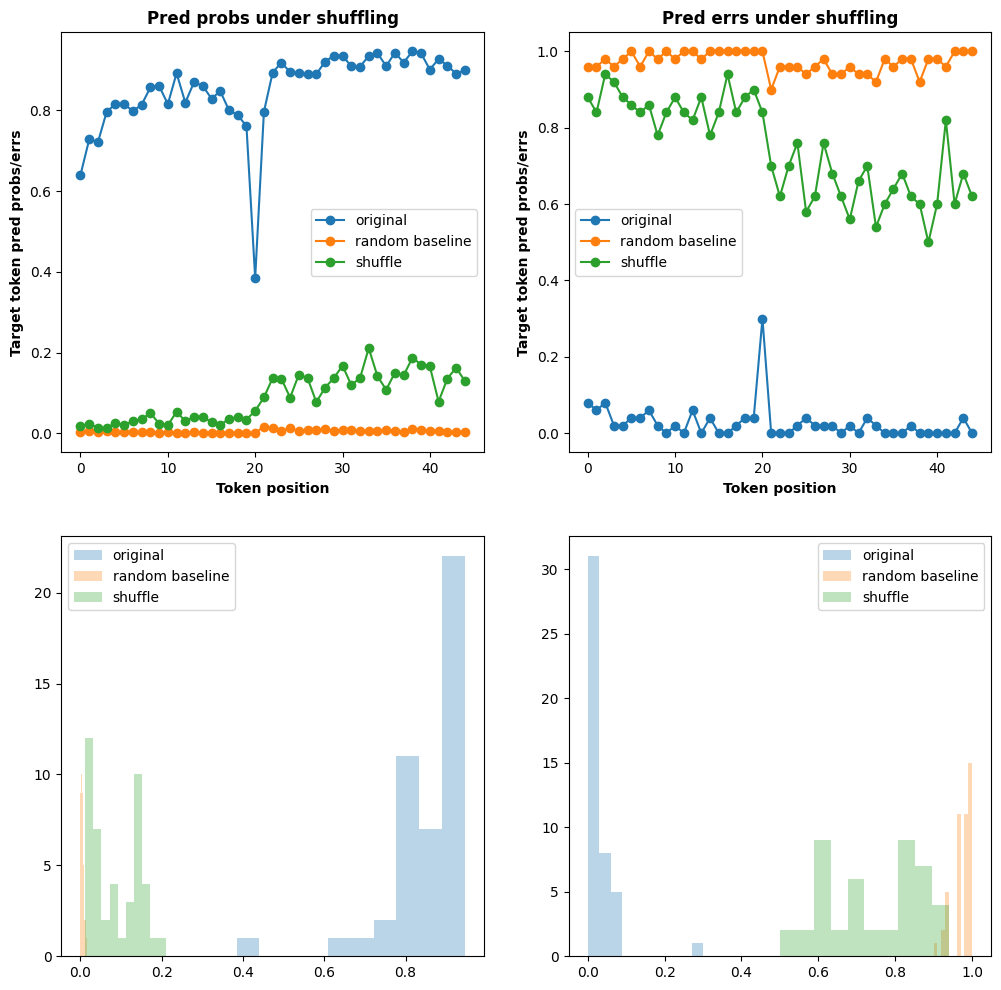 Pred probs under shuffling
Target token pred probs/errs
0.8
0.6
0.4
0.2
0.0
original
random baseline
shuffle
0
10
20
30
40
Token position
Pred errs under shuffling
Target token pred probs/errs
1.0
0.8
0.6
0.4
0.2
0.0
original
random baseline
shuffle
0
10
20
30
40
Token position
original
random baseline
shuffle
20
15
10
5
0
0.0
0.2
0.4
0.6
0.8
original
random baseline
shuffle
30
25
20
15
10
5
0
0.0
0.2
0.4
0.6
0.8
1.0